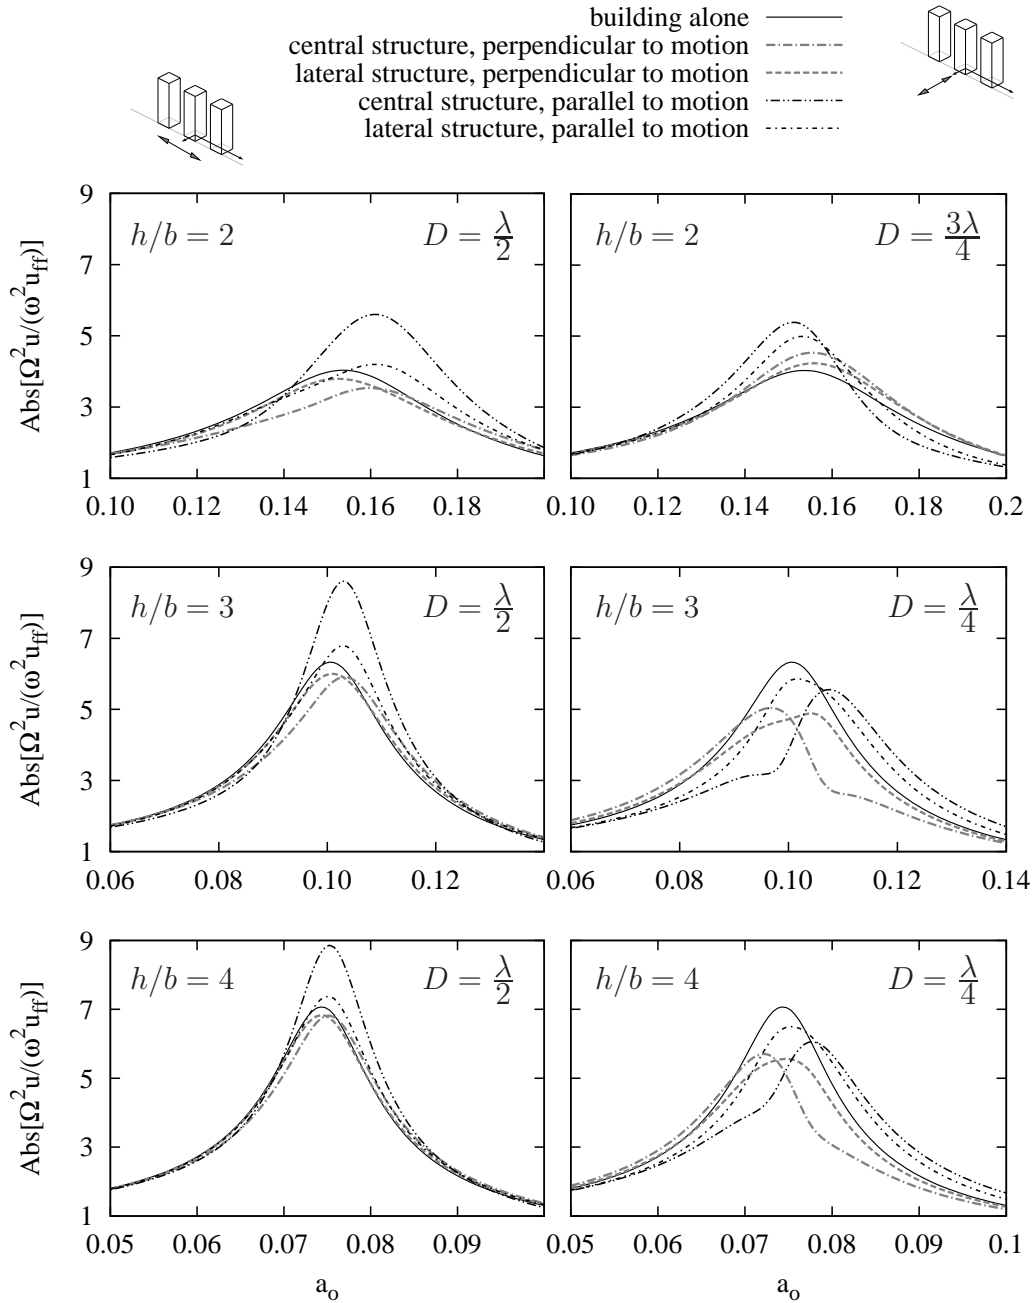 building alone
central structure, perpendicular to motion
lateral structure, perpendicular to motion
central structure, parallel to motion
lateral structure, parallel to motion
Abs[Ω²u/(ω²u_ff)]
9
7
5
3
1
h/b = 2
D = λ/2
0.10
0.12
0.14
0.16
0.18
h/b = 2
D = 3λ/4
0.10
0.12
0.14
0.16
0.18
0.2
Abs[Ω²u/(ω²u_ff)]
9
7
5
3
1
h/b = 3
D = λ/2
0.06
0.08
0.10
0.12
h/b = 3
D = λ/4
0.06
0.08
0.10
0.12
0.14
Abs[Ω²u/(ω²u_ff)]
9
7
5
3
1
h/b = 4
D = λ/2
0.05
0.06
0.07
0.08
0.09
a_o
h/b = 4
D = λ/4
0.05
0.06
0.07
0.08
0.09
0.1
a_o